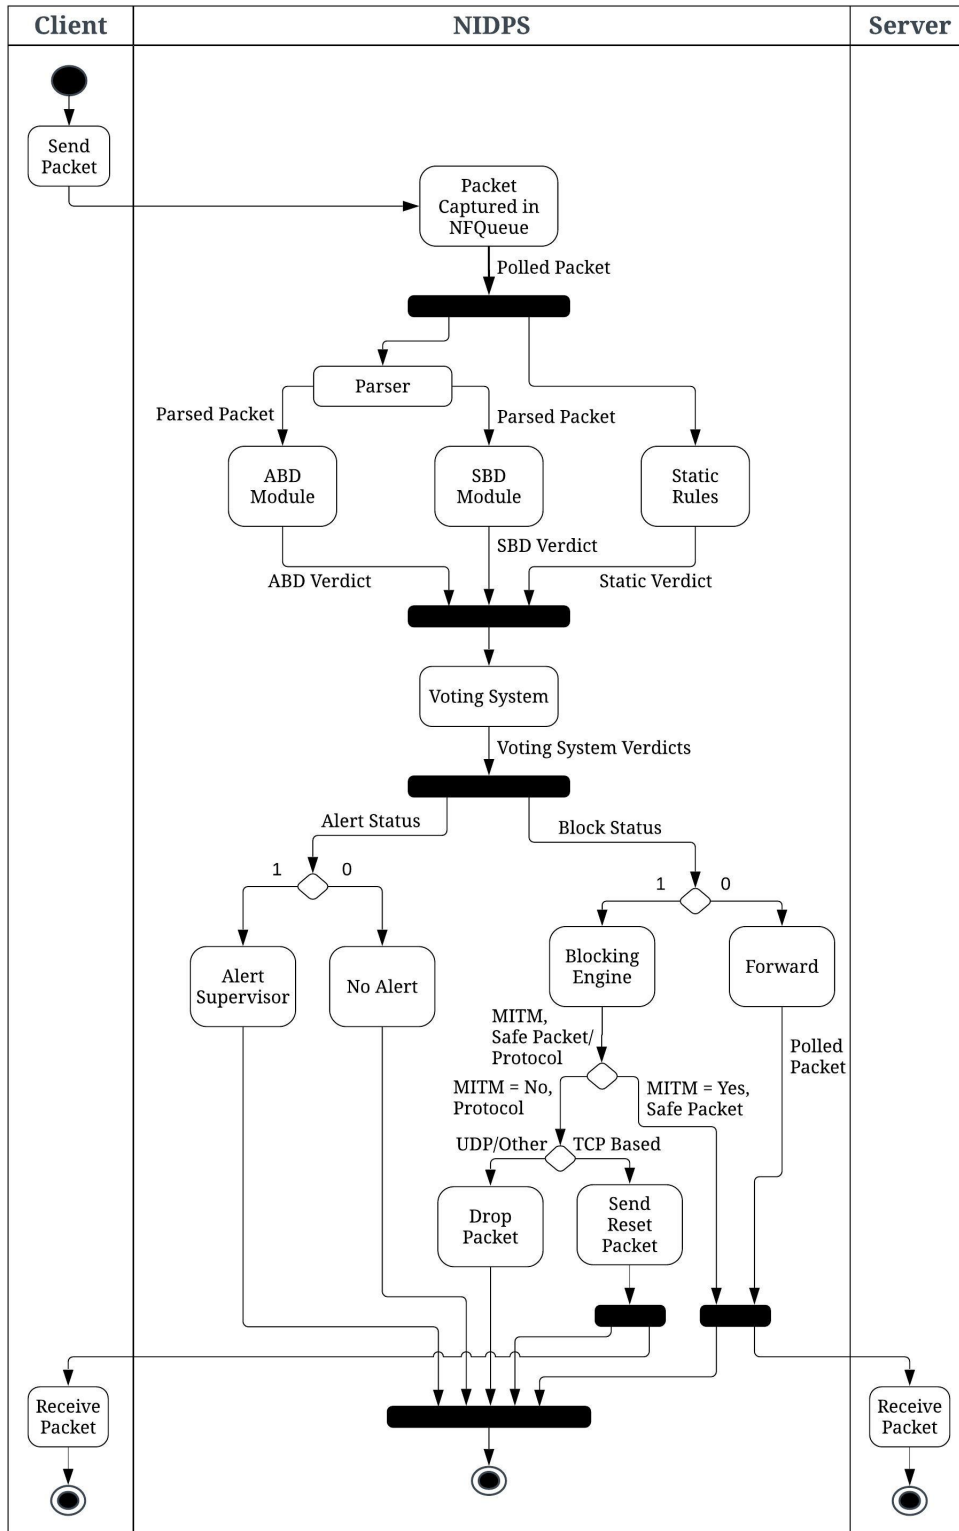 Client
NIDPS
Server
Send
Packet
Packet
Captured in
NFQueue
Polled Packet
Parser
Parsed Packet
Parsed Packet
ABD
Module
SBD
Module
Static
Rules
SBD Verdict
ABD Verdict
Static Verdict
Voting System
Voting System Verdicts
Alert Status
Block Status
1
0
1
0
Alert
Supervisor
No Alert
Blocking
Engine
Forward
MITM,
Safe Packet/
Protocol
Polled
Packet
MITM = No,
Protocol
MITM = Yes,
Safe Packet
UDP/Other
TCP Based
Drop
Packet
Send
Reset
Packet
Receive
Packet
Receive
Packet